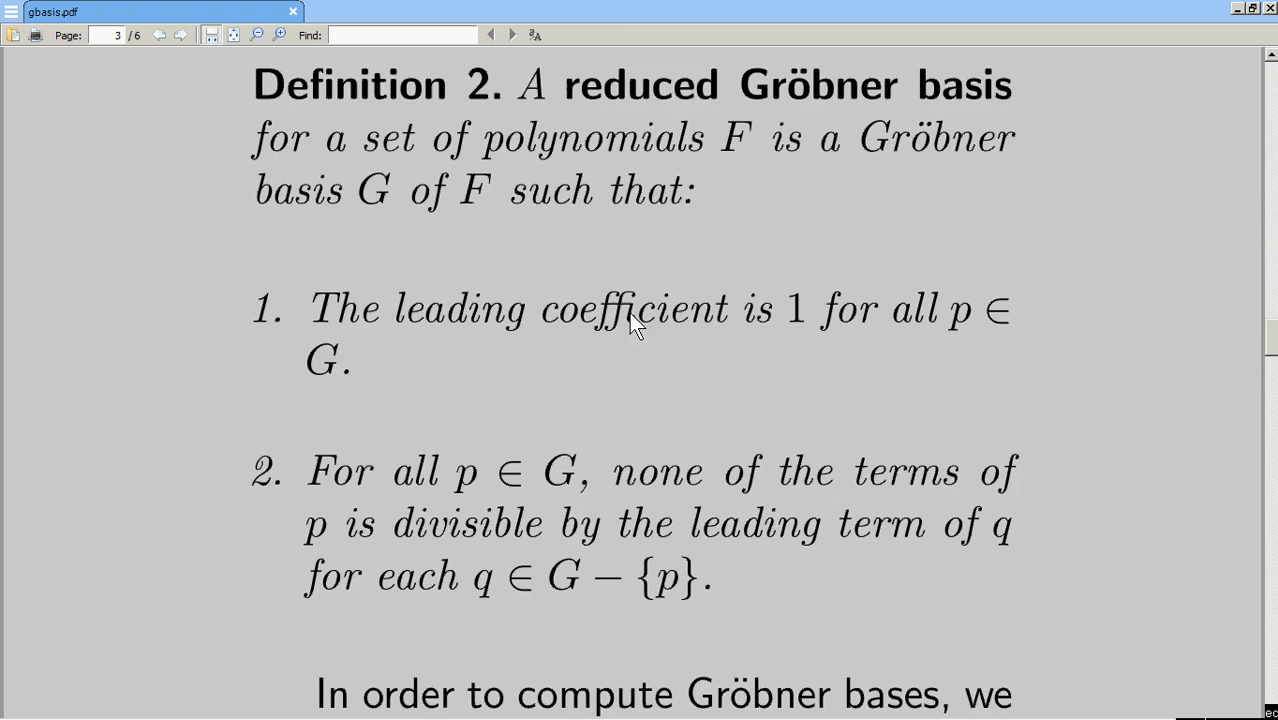 gbasis.pdf
Page: 3 / 6 Find:
Definition 2. A reduced Gröbner basis
for a set of polynomials F is a Gröbner
basis G of F such that:
1. The leading coefficient is 1 for all p ∈
G.
2. For all p ∈ G, none of the terms of
p is divisible by the leading term of q
for each q ∈ G − {p}.
In order to compute Gröbner bases, we